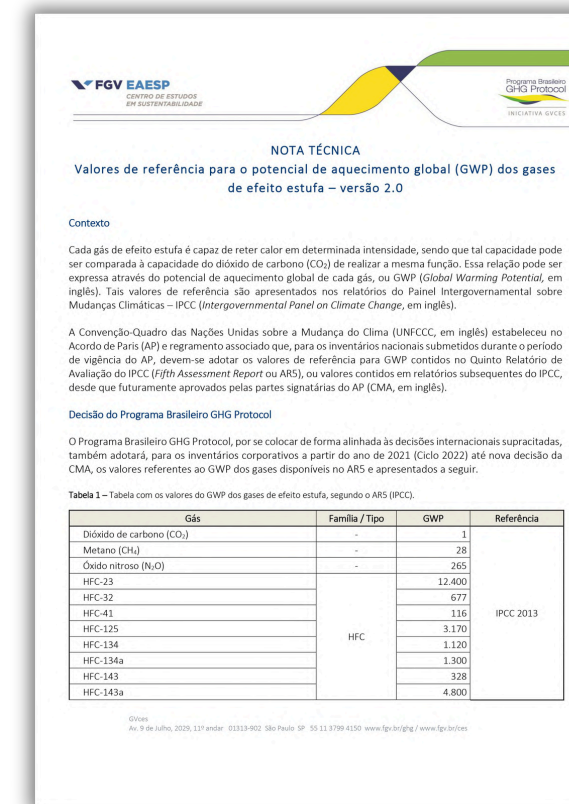 FGV EAESP
CENTRO DE ESTUDOS
EM SUSTENTABILIDADE
Programa Brasileiro
GHG Protocol
INICIATIVA GVCES
NOTA TÉCNICA
Valores de referência para o potencial de aquecimento global (GWP) dos gases
de efeito estufa – versão 2.0
Contexto
Cada gás de efeito estufa é capaz de reter calor em determinada intensidade, sendo que tal capacidade pode
ser comparada à capacidade do dióxido de carbono (CO₂) de realizar a mesma função. Essa relação pode ser
expressa através do potencial de aquecimento global de cada gás, ou GWP (Global Warming Potential, em
inglês). Tais valores de referência são apresentados nos relatórios do Painel Intergovernamental sobre
Mudanças Climáticas – IPCC (Intergovernmental Panel on Climate Change, em inglês).
A Convenção-Quadro das Nações Unidas sobre a Mudança do Clima (UNFCCC, em inglês) estabeleceu no
Acordo de Paris (AP) e regramento associado que, para os inventários nacionais submetidos durante o período
de vigência do AP, devem-se adotar os valores de referência para GWP contidos no Quinto Relatório de
Avaliação do IPCC (Fifth Assessment Report ou AR5), ou valores contidos em relatórios subsequentes do IPCC,
desde que futuramente aprovados pelas partes signatárias do AP (CMA, em inglês).
Decisão do Programa Brasileiro GHG Protocol
O Programa Brasileiro GHG Protocol, por se colocar de forma alinhada às decisões internacionais supracitadas,
também adotará, para os inventários corporativos a partir do ano de 2021 (Ciclo 2022) até nova decisão da
CMA, os valores referentes ao GWP dos gases disponíveis no AR5 e apresentados a seguir.
Tabela 1 – Tabela com os valores do GWP dos gases de efeito estufa, segundo o AR5 (IPCC).
Gás Família / Tipo GWP Referência
Dióxido de carbono (CO₂) - 1
Metano (CH₄) - 28
Óxido nitroso (N₂O) - 265
HFC-23 12.400
HFC-32 677
HFC-41 116 IPCC 2013
HFC-125 3.170
HFC
HFC-134 1.120
HFC-134a 1.300
HFC-143 328
HFC-143a 4.800
GVces
Av. 9 de Julho, 2029, 11º andar 01313-902 São Paulo SP 55 11 3799 4150 www.fgv.br/ghg / www.fgv.br/ces